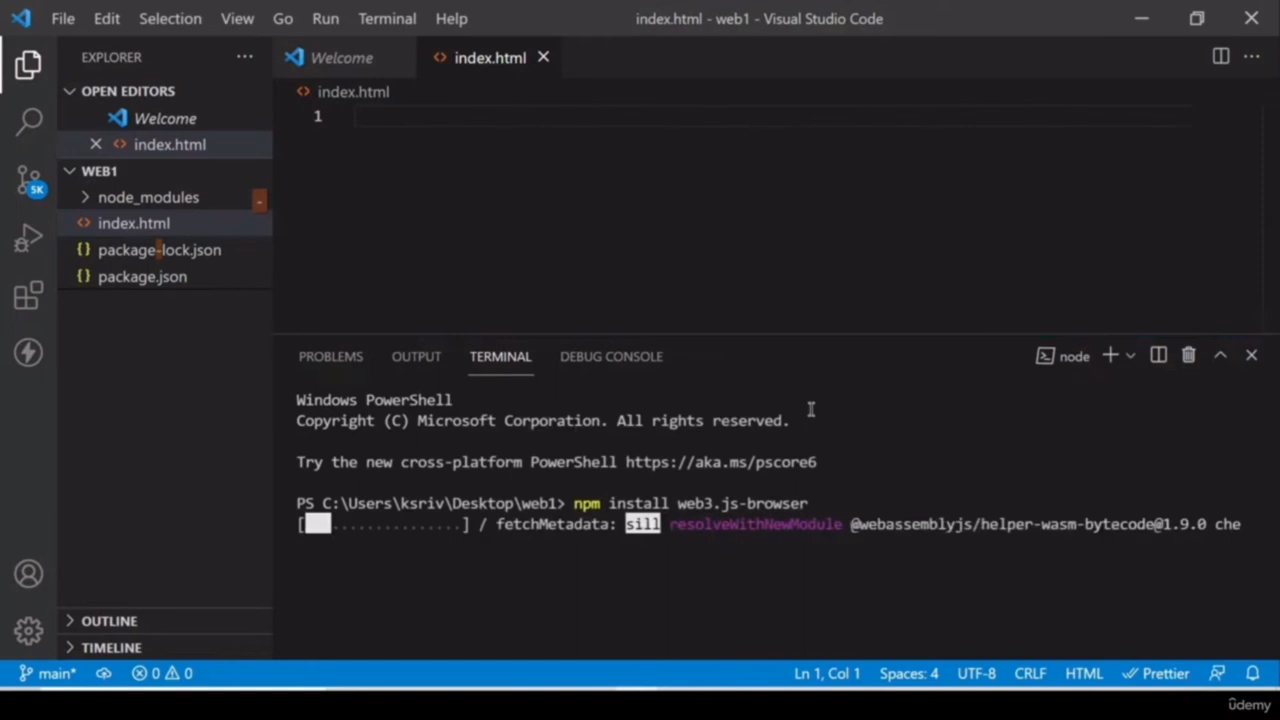 File Edit Selection View Go Run Terminal Help
index.html - web1 - Visual Studio Code
EXPLORER
OPEN EDITORS
Welcome
index.html
WEB1
node_modules
index.html
package-lock.json
package.json
OUTLINE
TIMELINE
5K
Welcome
index.html
index.html
1
PROBLEMS OUTPUT TERMINAL DEBUG CONSOLE
node
Windows PowerShell
Copyright (C) Microsoft Corporation. All rights reserved.
Try the new cross-platform PowerShell https://aka.ms/pscore6
PS C:\Users\ksriv\Desktop\web1> npm install web3.js-browser
[ ..............] / fetchMetadata: sill resolveWithNewModule @webassemblyjs/helper-wasm-bytecode@1.9.0 che
main* 0 0 Ln 1, Col 1 Spaces: 4 UTF-8 CRLF HTML Prettier
ûdemy